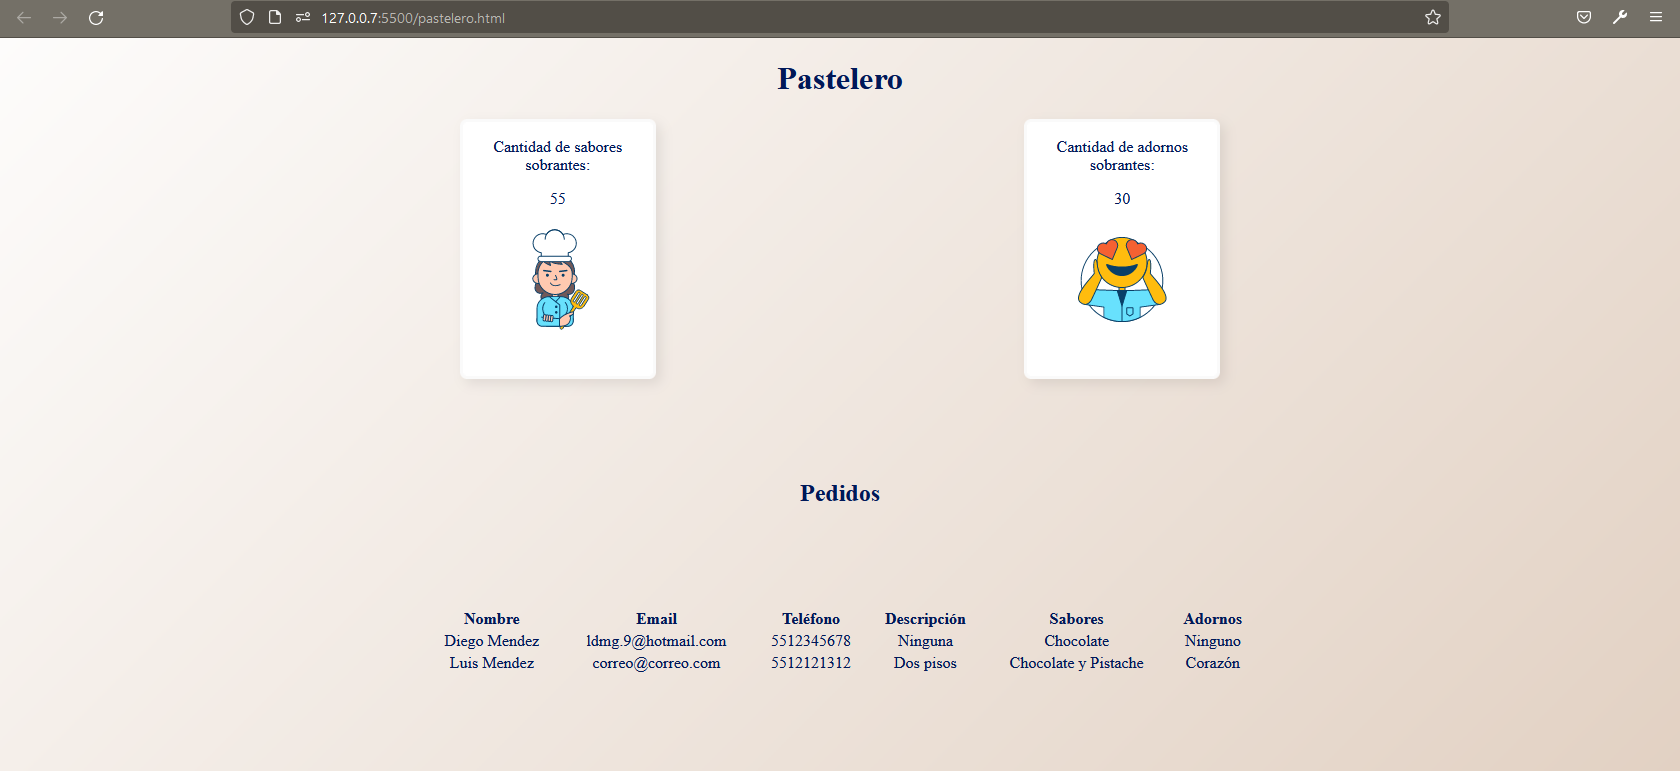 127.0.0.7:5500/pastelero.html
Pastelero
Cantidad de sabores
sobrantes:
55
Cantidad de adornos
sobrantes:
30
Pedidos
Nombre Email Teléfono Descripción Sabores Adornos
Diego Mendez ldmg.9@hotmail.com 5512345678 Ninguna Chocolate Ninguno
Luis Mendez correo@correo.com 5512121312 Dos pisos Chocolate y Pistache Corazón